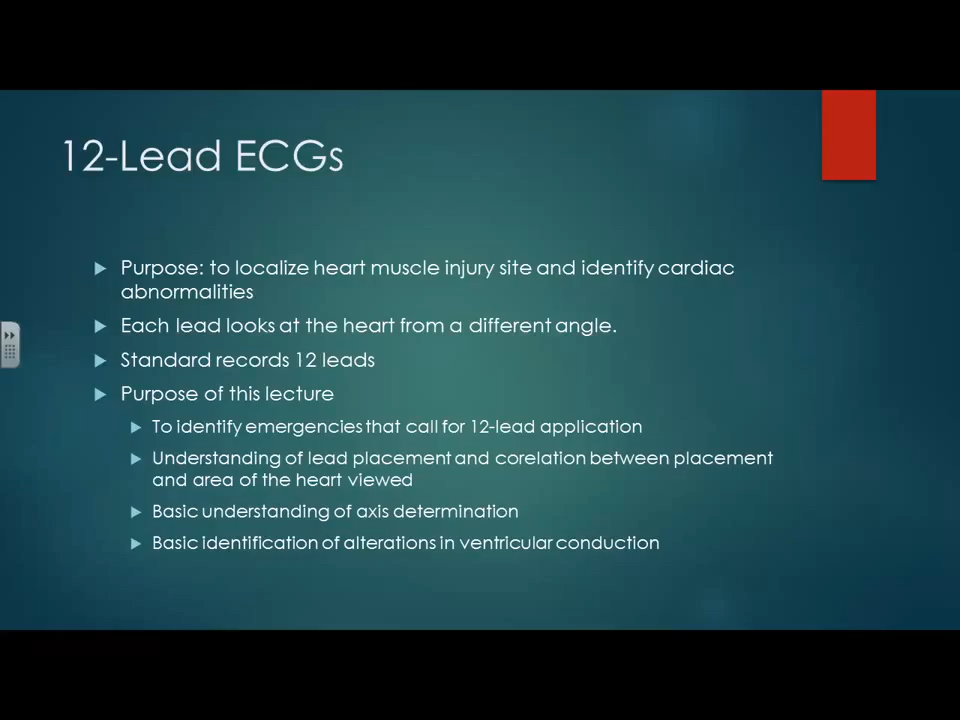 12-Lead ECGs
Purpose: to localize heart muscle injury site and identify cardiac
abnormalities
Each lead looks at the heart from a different angle.
Standard records 12 leads
Purpose of this lecture
To identify emergencies that call for 12-lead application
Understanding of lead placement and corelation between placement
and area of the heart viewed
Basic understanding of axis determination
Basic identification of alterations in ventricular conduction